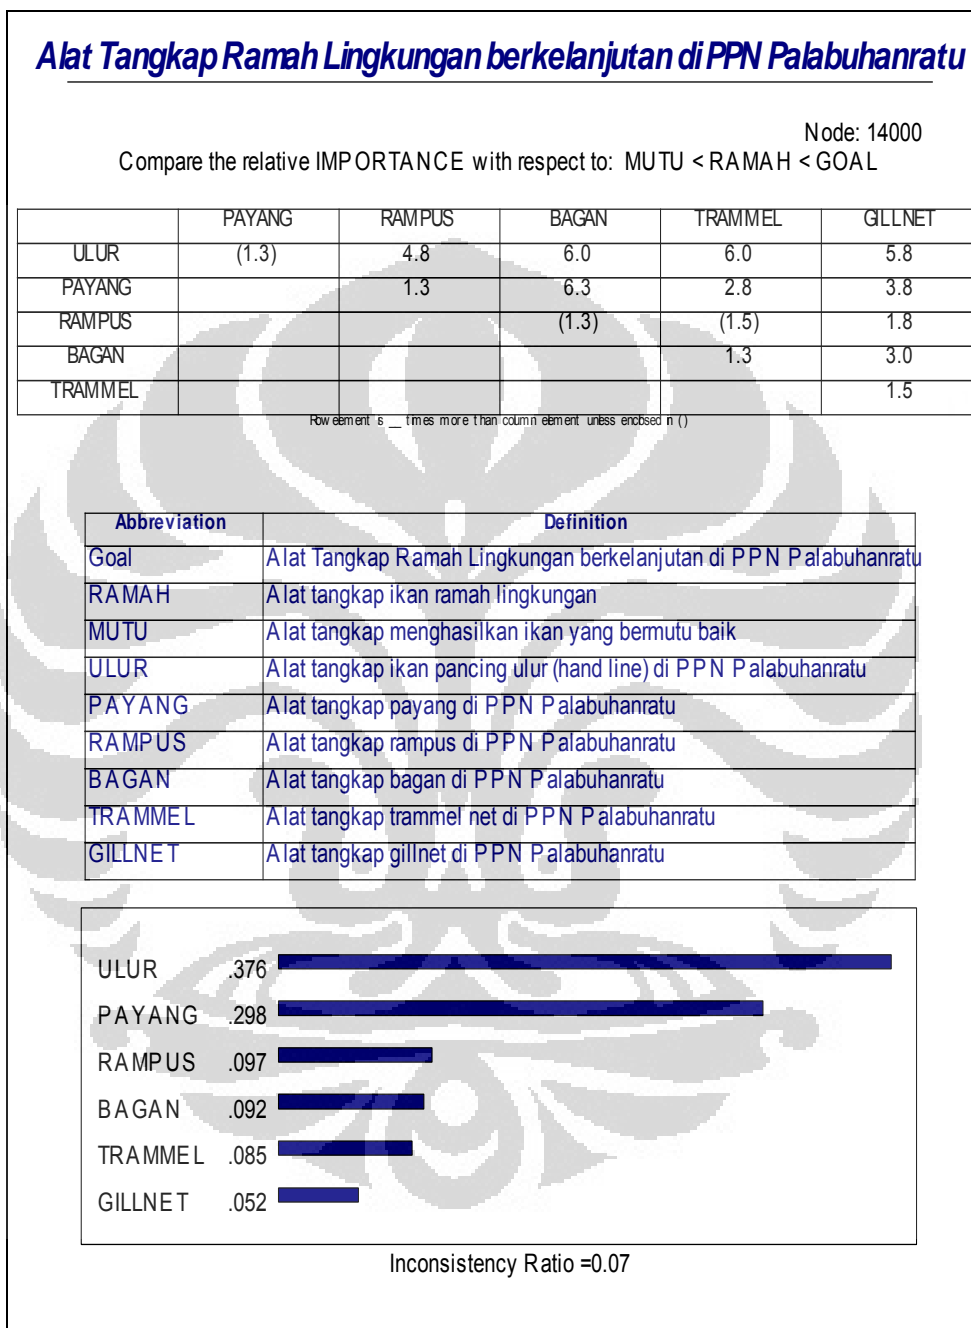 Alat Tangkap Ramah Lingkungan berkelanjutan di PPN Palabuhanratu
Node: 14000
Compare the relative IMPORTANCE with respect to: MUTU < RAMAH < GOAL
PAYANG RAMPUS BAGAN TRAMMEL GILLNET
ULUR (1.3) 4.8 6.0 6.0 5.8
PAYANG 1.3 6.3 2.8 3.8
RAMPUS (1.3) (1.5) 1.8
BAGAN 1.3 3.0
TRAMMEL 1.5
Row element is __ times more than column element unless enclosed in ()
Abbreviation Definition
Goal Alat Tangkap Ramah Lingkungan berkelanjutan di PPN Palabuhanratu
RAMAH Alat tangkap ikan ramah lingkungan
MUTU Alat tangkap menghasilkan ikan yang bermutu baik
ULUR Alat tangkap ikan pancing ulur (hand line) di PPN Palabuhanratu
PAYANG Alat tangkap payang di PPN Palabuhanratu
RAMPUS Alat tangkap rampus di PPN Palabuhanratu
BAGAN Alat tangkap bagan di PPN Palabuhanratu
TRAMMEL Alat tangkap trammel net di PPN Palabuhanratu
GILLNET Alat tangkap gillnet di PPN Palabuhanratu
ULUR .376
PAYANG .298
RAMPUS .097
BAGAN .092
TRAMMEL .085
GILLNET .052
Inconsistency Ratio =0.07